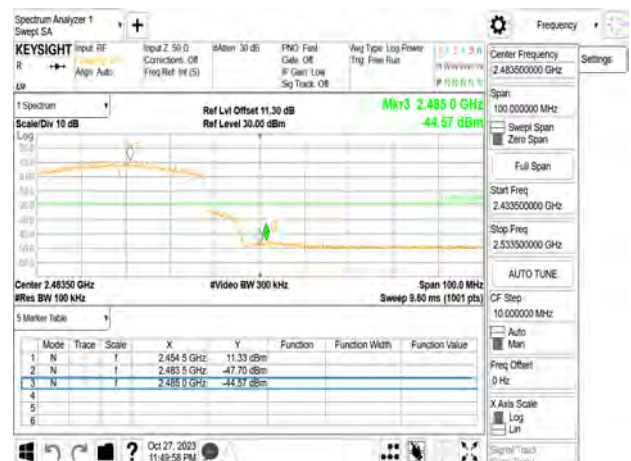 Spectrum Analyzer 1
Swept SA
Frequency
KEYSIGHT
Input: RF
Input Z: 50 Ω
#Atten: 30 dB
PNO: Fast
Avg Type: Log-Power
Corrections: Off
Gate: Off
Trig: Free Run
R
Align: Auto
Freq Ref: Int (S)
IF Gain: Low
Sig Track: Off
Center Frequency
2.483500000 GHz
Settings
1 Spectrum
Ref Lvl Offset 11.30 dB
Mkr3 2.485 0 GHz
Scale/Div 10 dB
Ref Level 30.00 dBm
-44.57 dBm
Log
Span
100.000000 MHz
Swept Span
Zero Span
Full Span
Start Freq
2.433500000 GHz
Stop Freq
2.533500000 GHz
AUTO TUNE
Center 2.48350 GHz
#Video BW 300 kHz
Span 100.0 MHz
#Res BW 100 kHz
Sweep 9.60 ms (1001 pts)
CF Step
10.000000 MHz
Auto
Man
5 Marker Table
Mode Trace Scale X Y Function Function Width Function Value
1 N f 2.454 5 GHz 11.33 dBm
2 N f 2.483 5 GHz -47.70 dBm
3 N f 2.485 0 GHz -44.57 dBm
4
5
6
Freq Offset
0 Hz
X Axis Scale
Log
Lin
Signal Track
Oct 27, 2023
11:49:58 PM